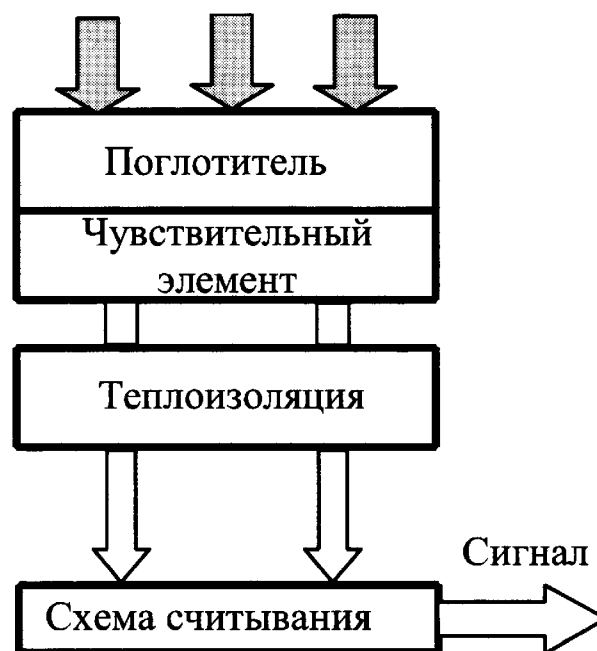 Поглотитель
Чувствительный
элемент
Теплоизоляция
Сигнал
Схема считывания